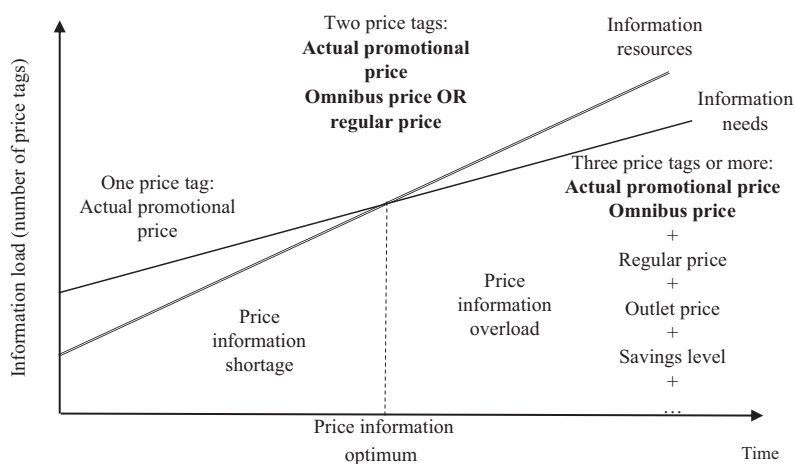 Two price tags:
Actual promotional
price
Omnibus price OR
regular price
Information
resources
Information
needs
One price tag:
Actual promotional
price
Three price tags or more:
Actual promotional price
Omnibus price
+
Regular price
+
Outlet price
+
Savings level
+
...
Price
information
shortage
Price
information
overload
Information load (number of price tags)
Price information
optimum
Time